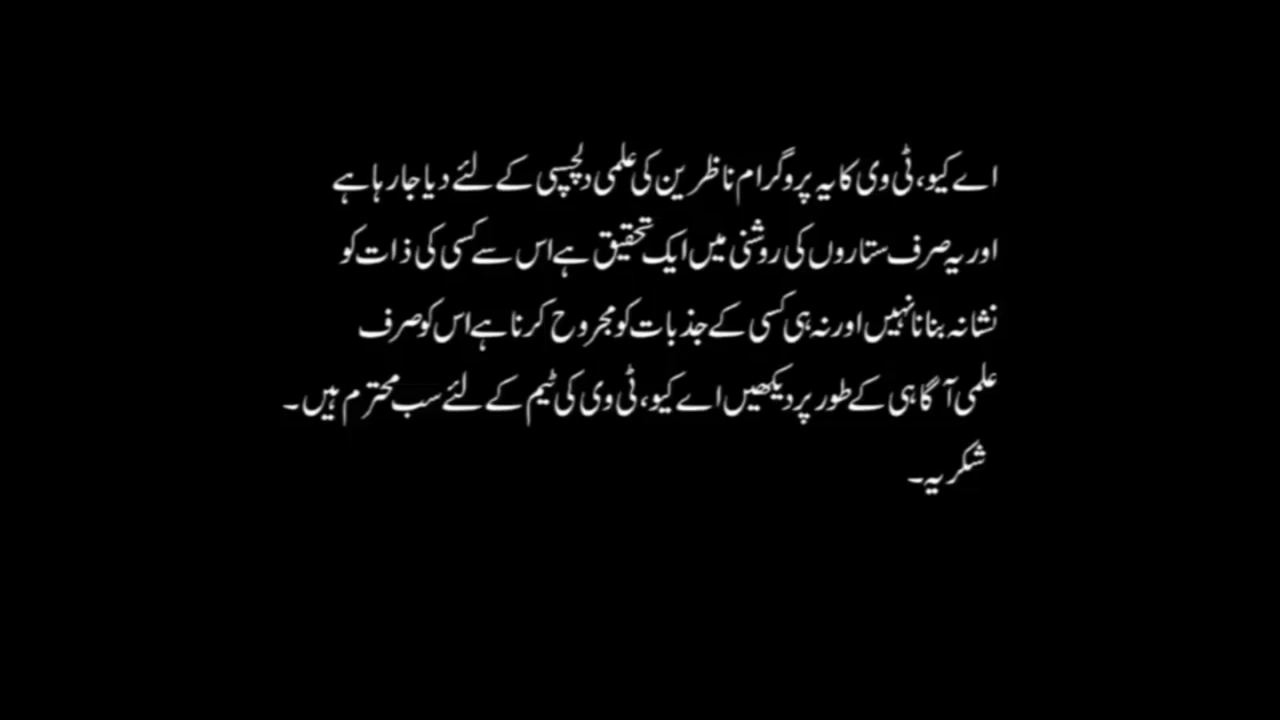 اے کیو، ٹی وی کا یہ پروگرام ناظرین کی علمی دلچسپی کے لئے دیا جا رہا ہے
اور یہ صرف ستاروں کی روشنی میں ایک تحقیق ہے اس سے کسی کی ذات کو
نشانہ بنانا نہیں اور نہ ہی کسی کے جذبات کو مجروح کرنا ہے اس کو صرف
علمی آگاہی کے طور پر دیکھیں اے کیو، ٹی وی کی ٹیم کے لئے سب محترم ہیں۔
شکریہ۔